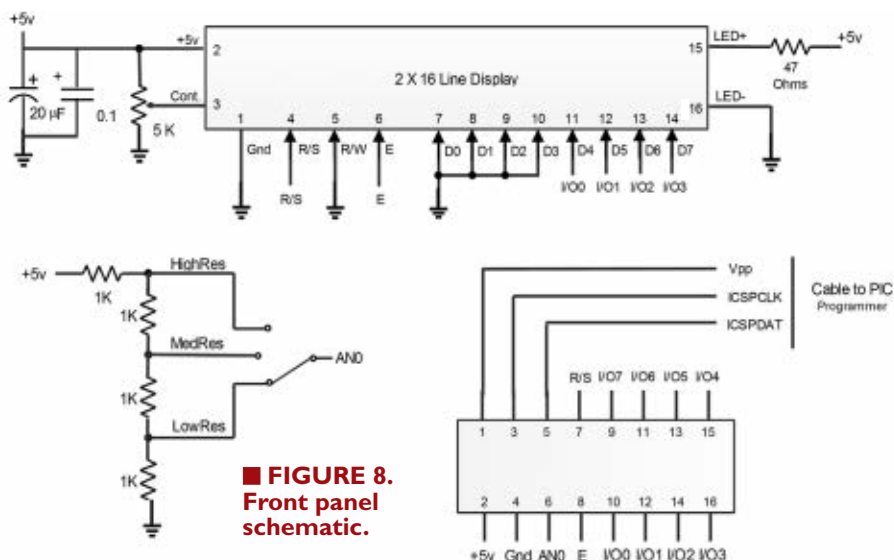 +5v
+5v
2
15
LED+
+5v
47
Ohms
2 X 16 Line Display
+
20 µF
+
0.1
5 K
Cont.
3
16
LED-
1 4 5 6 7 8 9 10 11 12 13 14
Gnd R/S R/W E D0 D1 D2 D3 D4 D5 D6 D7
R/S E I/O0 I/O1 I/O2 I/O3
+5v
1K
HighRes
1K
MedRes
AN0
1K
LowRes
1K
Vpp
ICSPCLK
ICSPDAT
Cable to PIC
Programmer
R/S I/O7 I/O6 I/O5 I/O4
1 3 5 7 9 11 13 15
2 4 6 8 10 12 14 16
+5v Gnd AN0 E I/O0 I/O1 I/O2 I/O3
■ FIGURE 8.
Front panel
schematic.